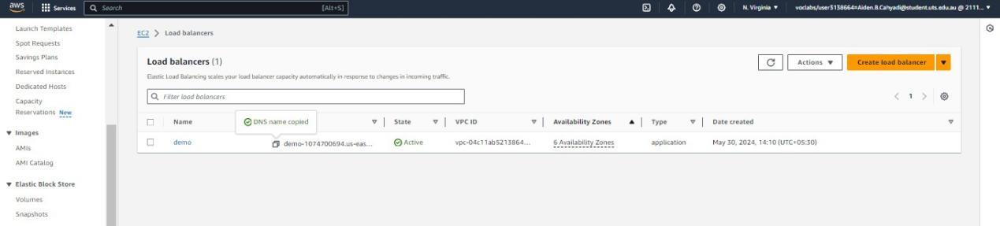 aws
Services
Search
[Alt+S]
N. Virginia
voclabs/user3138664=Aiden.B.Cahyadi@student.uts.edu.au @ 2111...
Launch Templates
Spot Requests
Savings Plans
Reserved Instances
Dedicated Hosts
Capacity
Reservations New
Images
AMIs
AMI Catalog
Elastic Block Store
Volumes
Snapshots
EC2 > Load balancers
Load balancers (1)
Actions
Create load balancer
Elastic Load Balancing scales your load balancer capacity automatically in response to changes in incoming traffic.
Filter load balancers
1
DNS name copied
Name
State
VPC ID
Availability Zones
Type
Date created
demo
demo-1074700694.us-eas...
Active
vpc-04c11ab5213864...
6 Availability Zones
application
May 30, 2024, 14:10 (UTC+05:30)